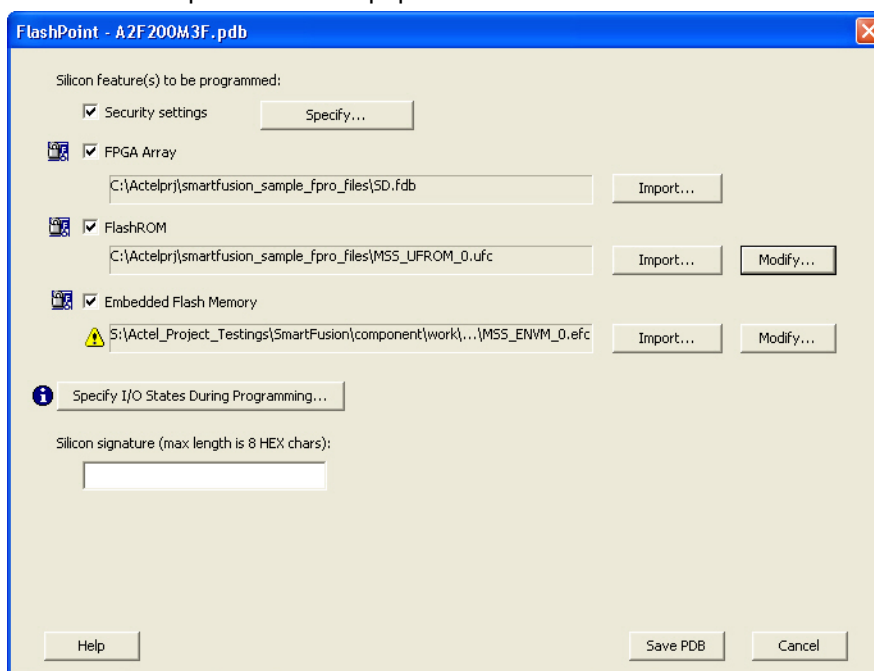 FlashPoint - A2F200M3F.pdb
Silicon feature(s) to be programmed:
Security settings
Specify...
FPGA Array
C:\Actelprj\smartfusion_sample_fpro_files\SD.fdb
Import...
FlashROM
C:\Actelprj\smartfusion_sample_fpro_files\MSS_UFROM_0.ufc
Import...
Modify...
Embedded Flash Memory
S:\Actel_Project_Testings\SmartFusion\component\work\...\MSS_ENVM_0.efc
Import...
Modify...
Specify I/O States During Programming...
Silicon signature (max length is 8 HEX chars):
Help
Save PDB
Cancel